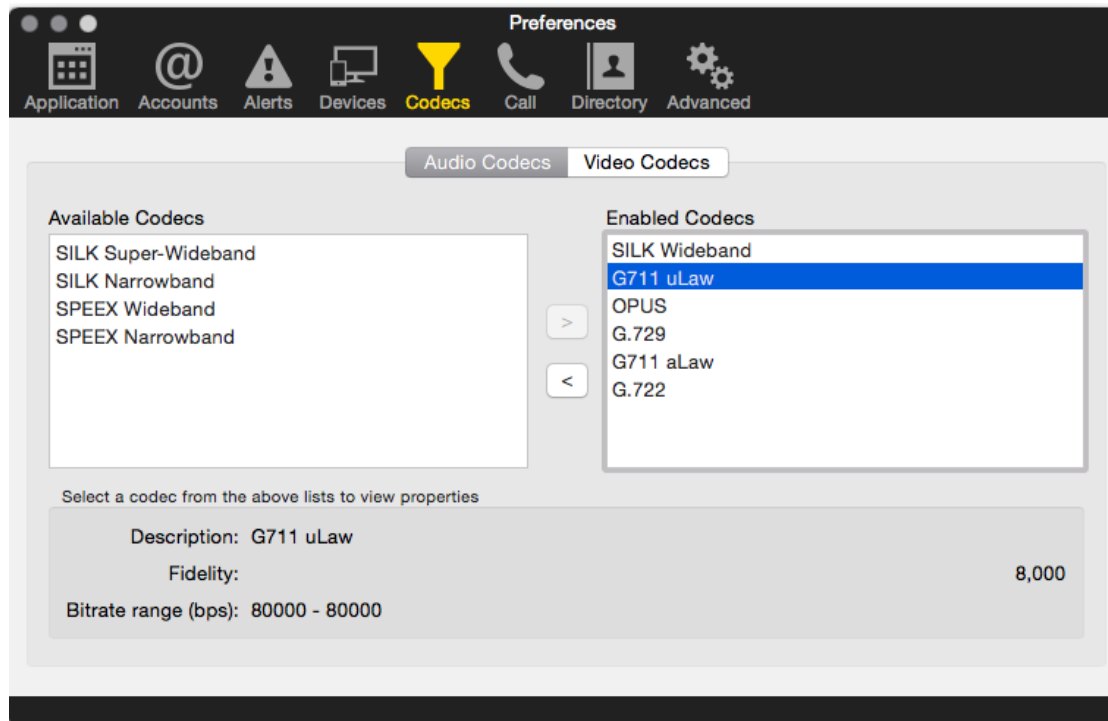 Preferences
Application Accounts Alerts Devices Codecs Call Directory Advanced
Audio Codecs Video Codecs
Available Codecs
SILK Super-Wideband
SILK Narrowband
SPEEX Wideband
SPEEX Narrowband
>
<
Enabled Codecs
SILK Wideband
G711 uLaw
OPUS
G.729
G711 aLaw
G.722
Select a codec from the above lists to view properties
Description: G711 uLaw
Fidelity: 8,000
Bitrate range (bps): 80000 - 80000